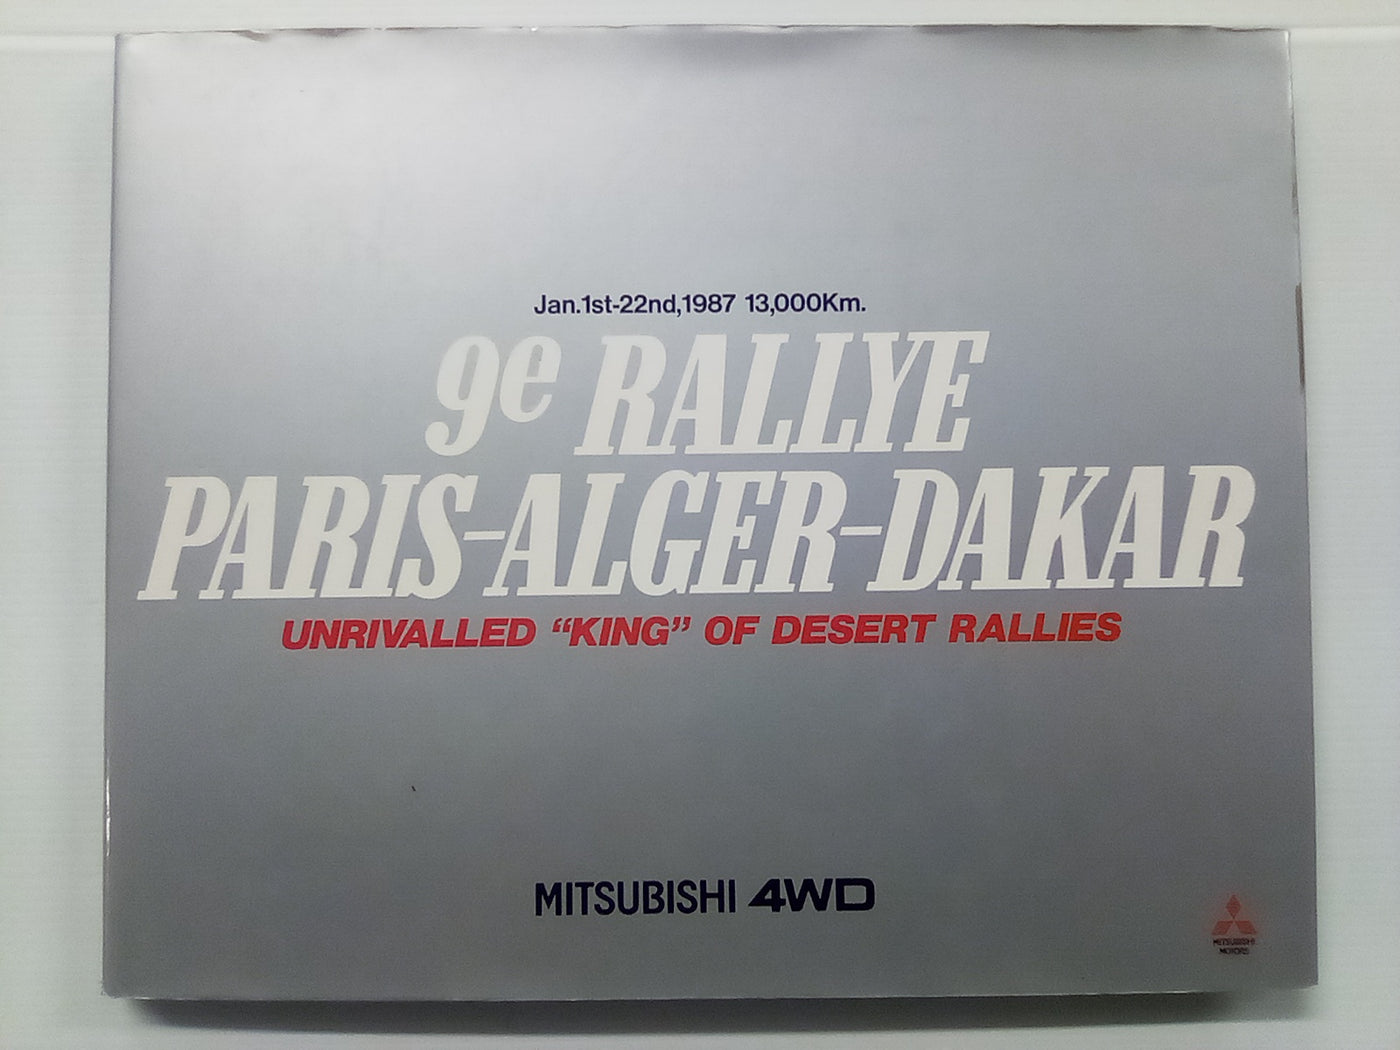 Jan.1st-22nd,1987 13,000Km.
9e RALLYE
PARIS-ALGER-DAKAR
UNRIVALLED “KING” OF DESERT RALLIES
MITSUBISHI 4WD
MITSUBISHI
MOTORS